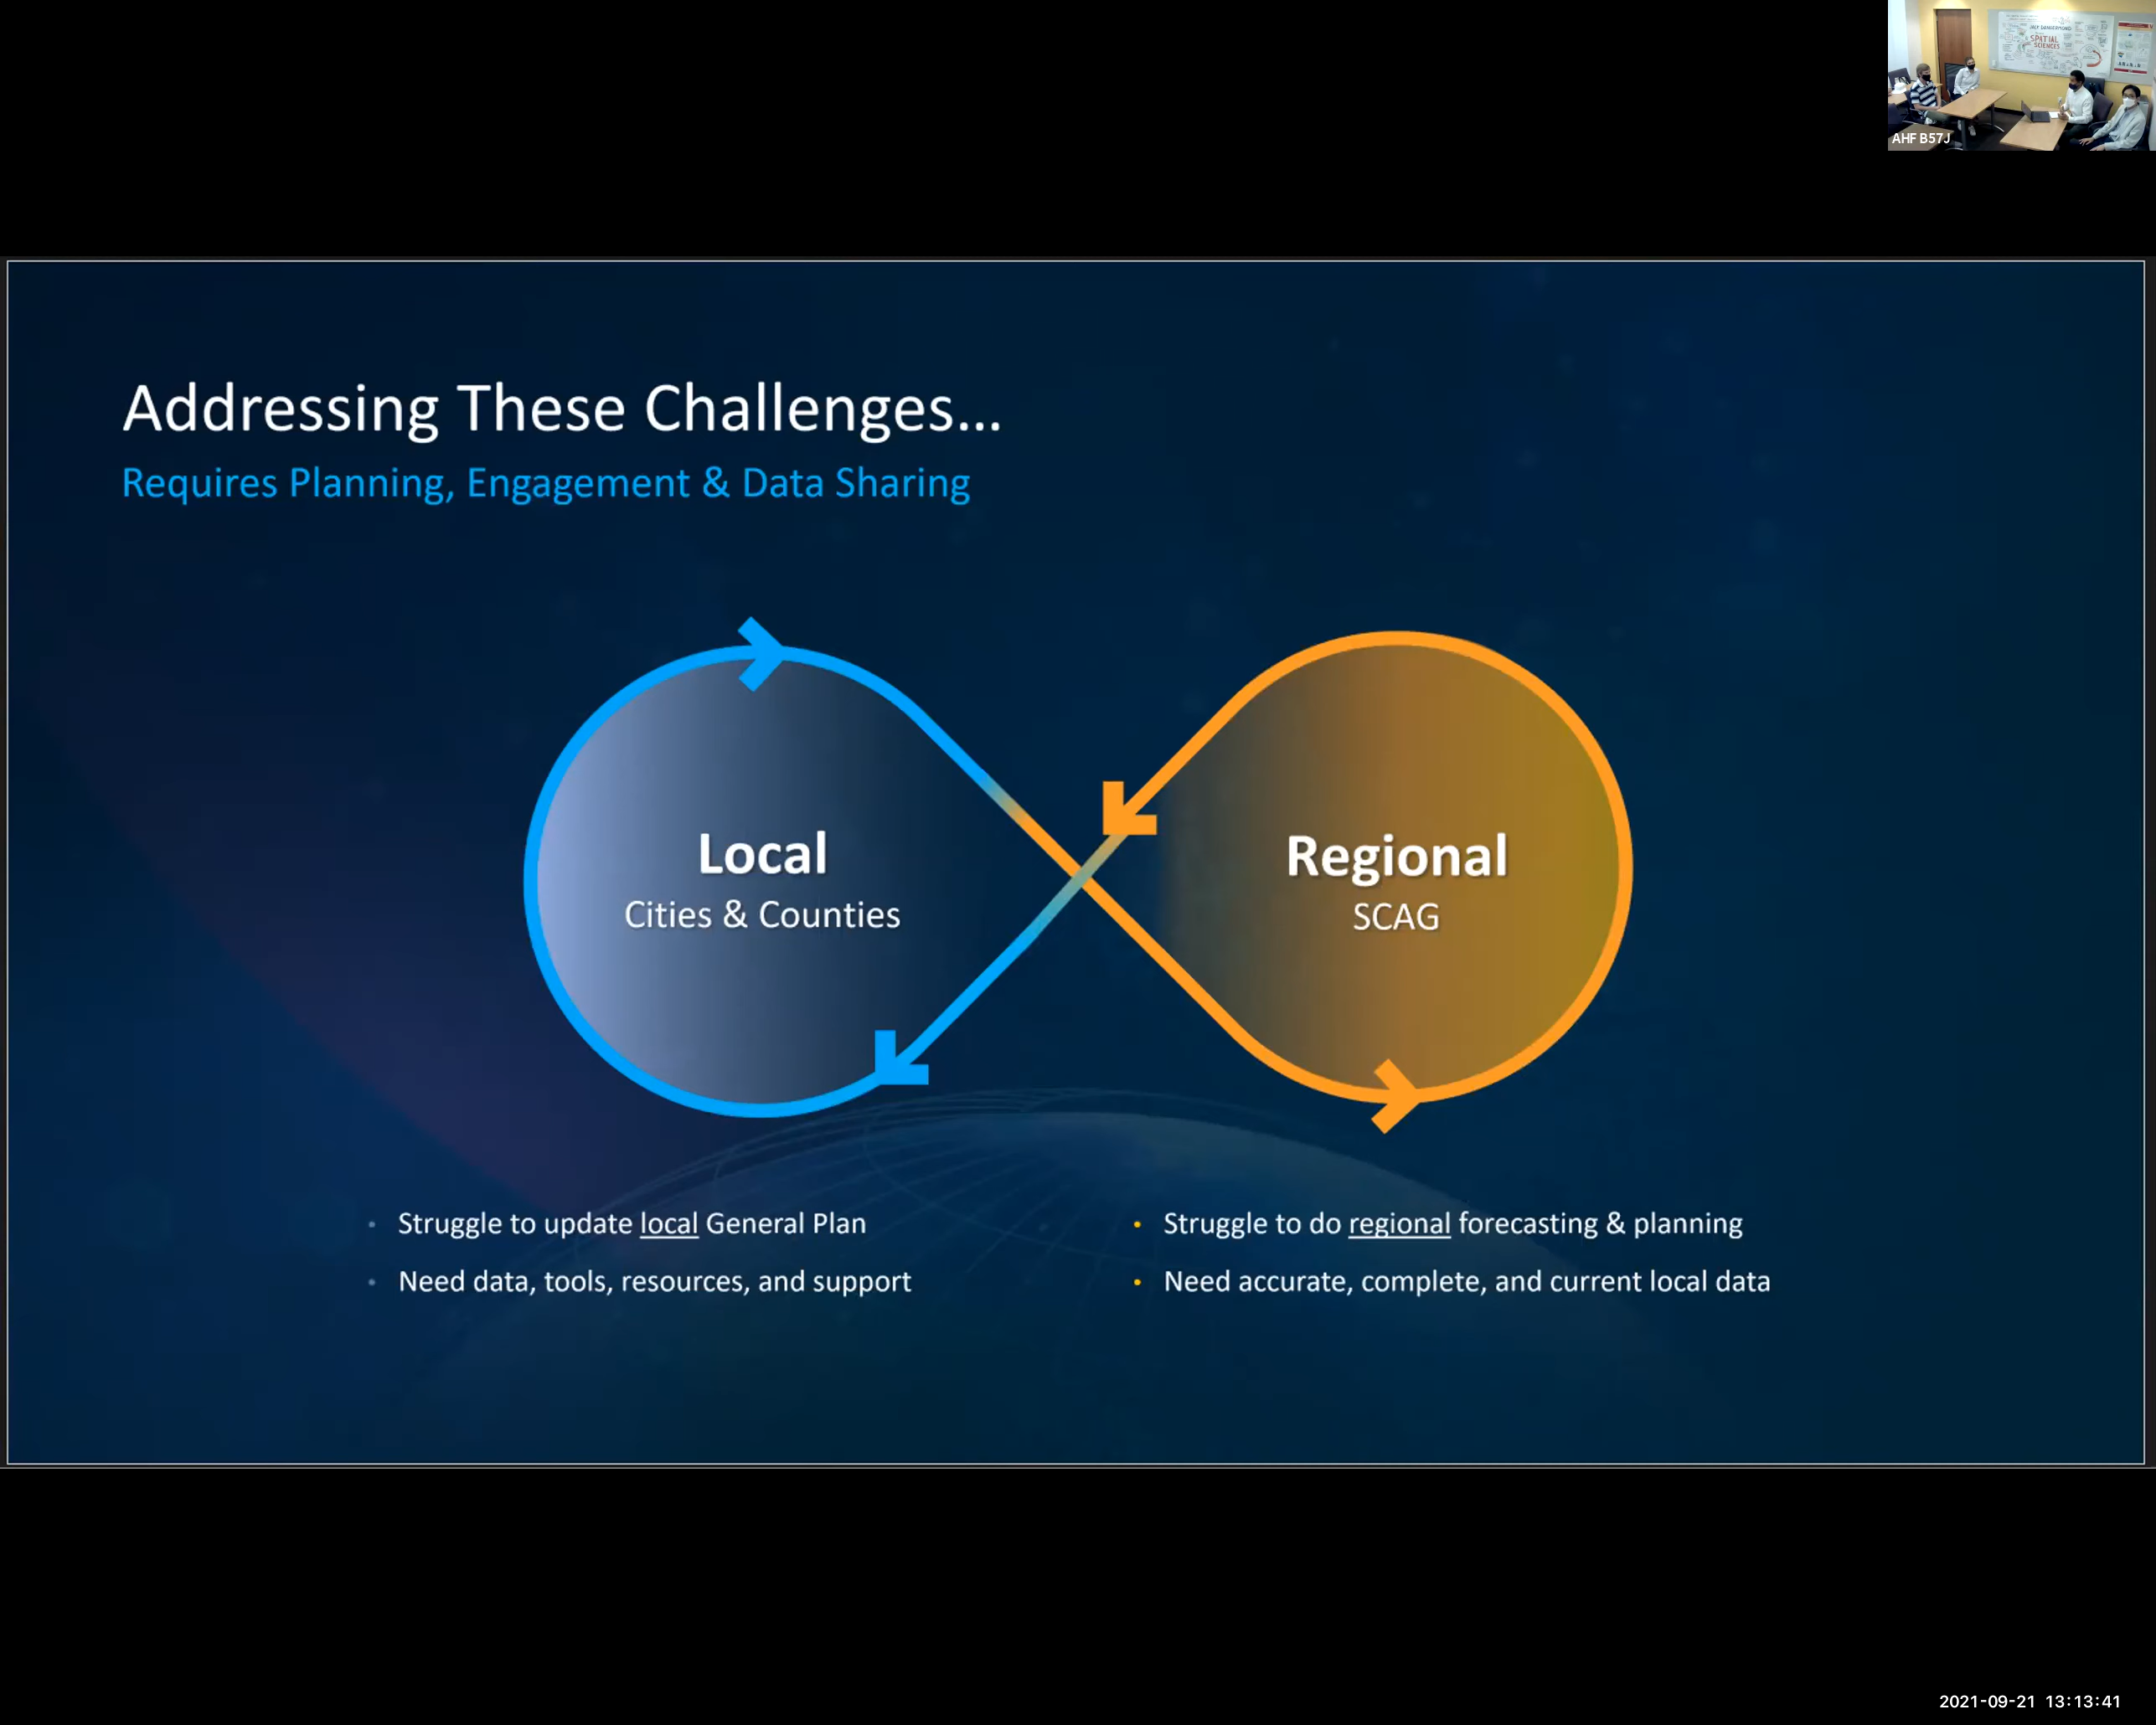 SPATIAL
SCIENCES
AHF B57J
Addressing These Challenges...
Requires Planning, Engagement & Data Sharing
Local
Cities & Counties
Regional
SCAG
• Struggle to update local General Plan
• Need data, tools, resources, and support
• Struggle to do regional forecasting & planning
• Need accurate, complete, and current local data
2021-09-21 13:13:41